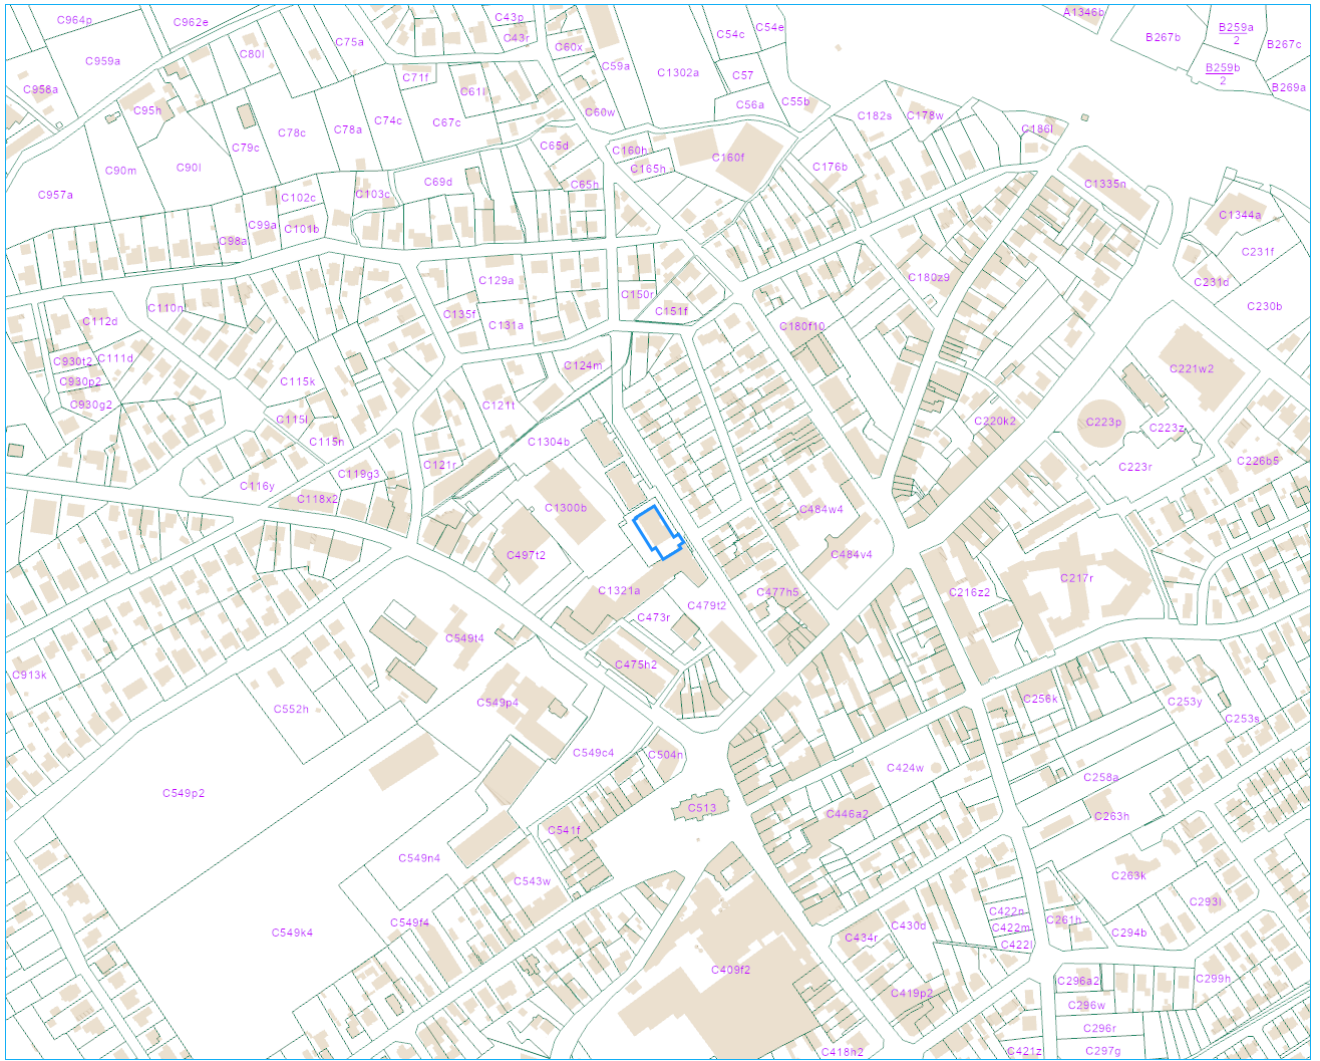 C964p
C962e
C43p
C43r
C54c
C54e
A1346b
B259a
2
B267b
B267c
C75a
C80l
C60x
C959a
C59a
C1302a
C57
B259b
2
B269a
C958a
C71f
C61l
C95h
C56a
C55b
C60w
C182s
C178w
C74c
C67c
C78c
C78a
C186l
C79c
C65d
C160h
C160f
C90m
C90l
C165h
C176b
C957a
C69d
C65h
C103c
C1335n
C102c
C99a
C101b
C98a
C1344a
C231f
C129a
C180z9
C231d
C150r
C110n
C135f
C151f
C230b
C112d
C131a
C180f10
C930t2
C111d
C124m
C221w2
C930p2
C115k
C930g2
C121t
C115l
C220k2
C223p
C223z
C115n
C1304b
C121r
C119g3
C223r
C226b5
C116y
C118x2
C1300b
C484w4
C497t2
C484v4
C217r
C1321a
C477h5
C216z2
C479t2
C473r
C549t4
C475h2
C913k
C256k
C552h
C549p4
C253y
C253s
C549c4
C504n
C424w
C258a
C549p2
C513
C446a2
C263h
C541f
C549n4
C263k
C543w
C293l
C422n
C261h
C549f4
C430d
C422m
C549k4
C434r
C422l
C294b
C409f2
C296a2
C299h
C419p2
C296w
C296r
C418h2
C421z
C297g